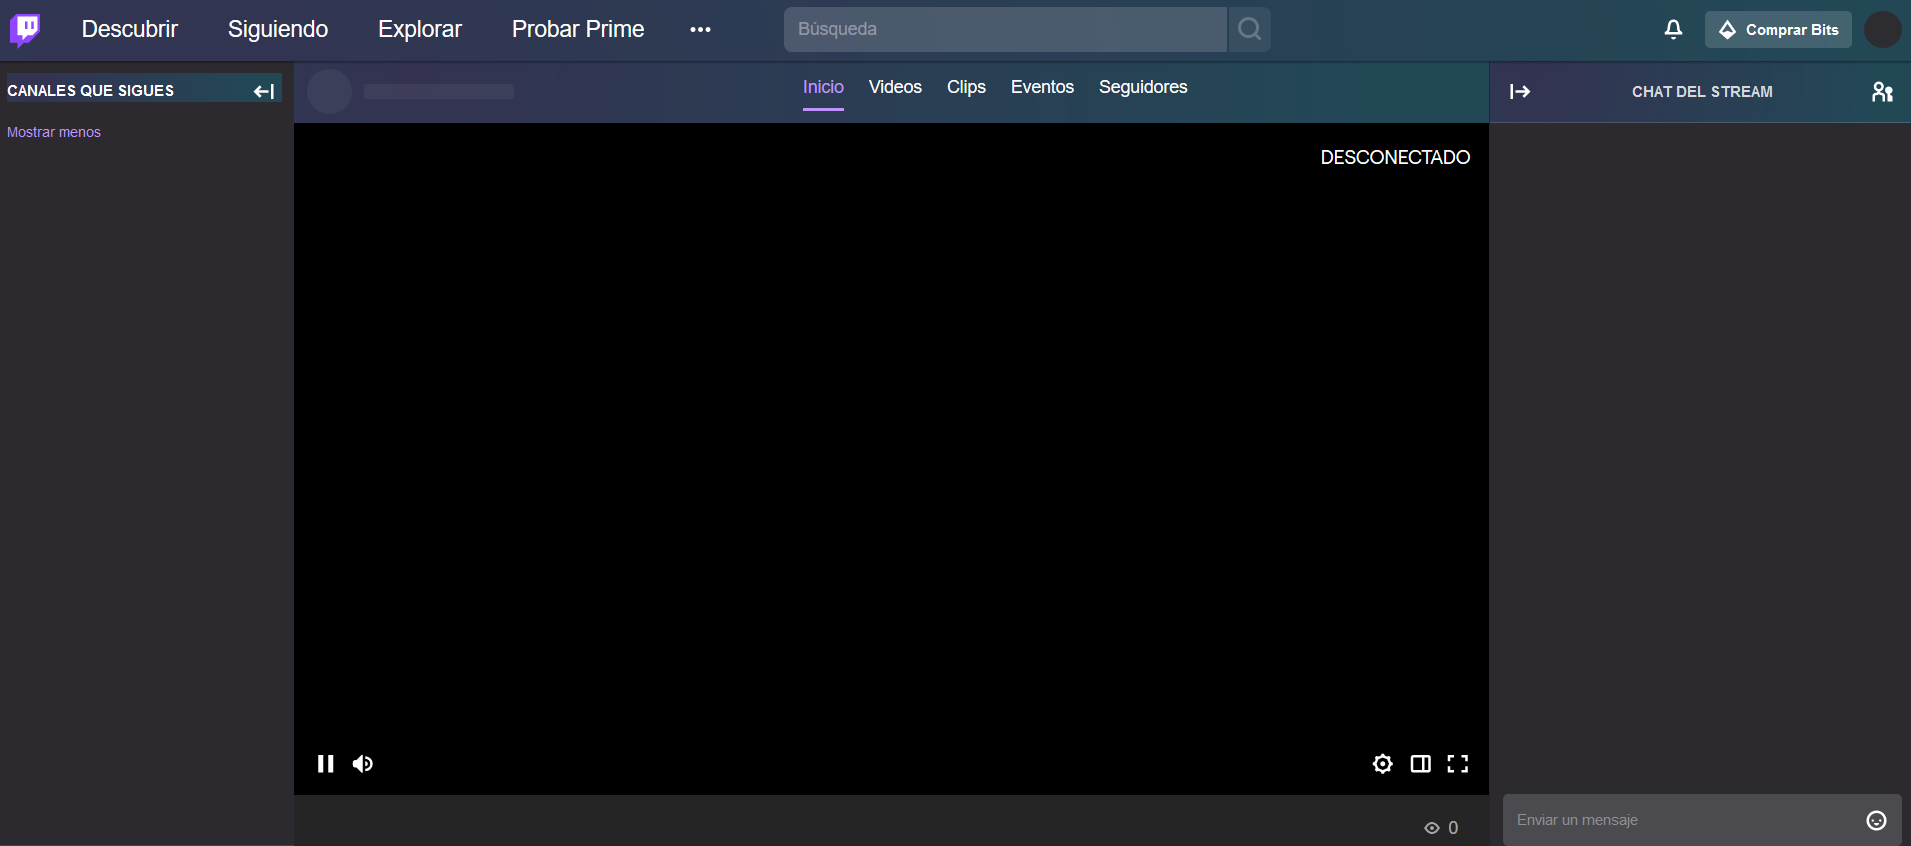 Descubrir Siguiendo Explorar Probar Prime ••• Búsqueda Comprar Bits
CANALES QUE SIGUES
Mostrar menos
Inicio Videos Clips Eventos Seguidores
DESCONECTADO
0
CHAT DEL STREAM
Enviar un mensaje